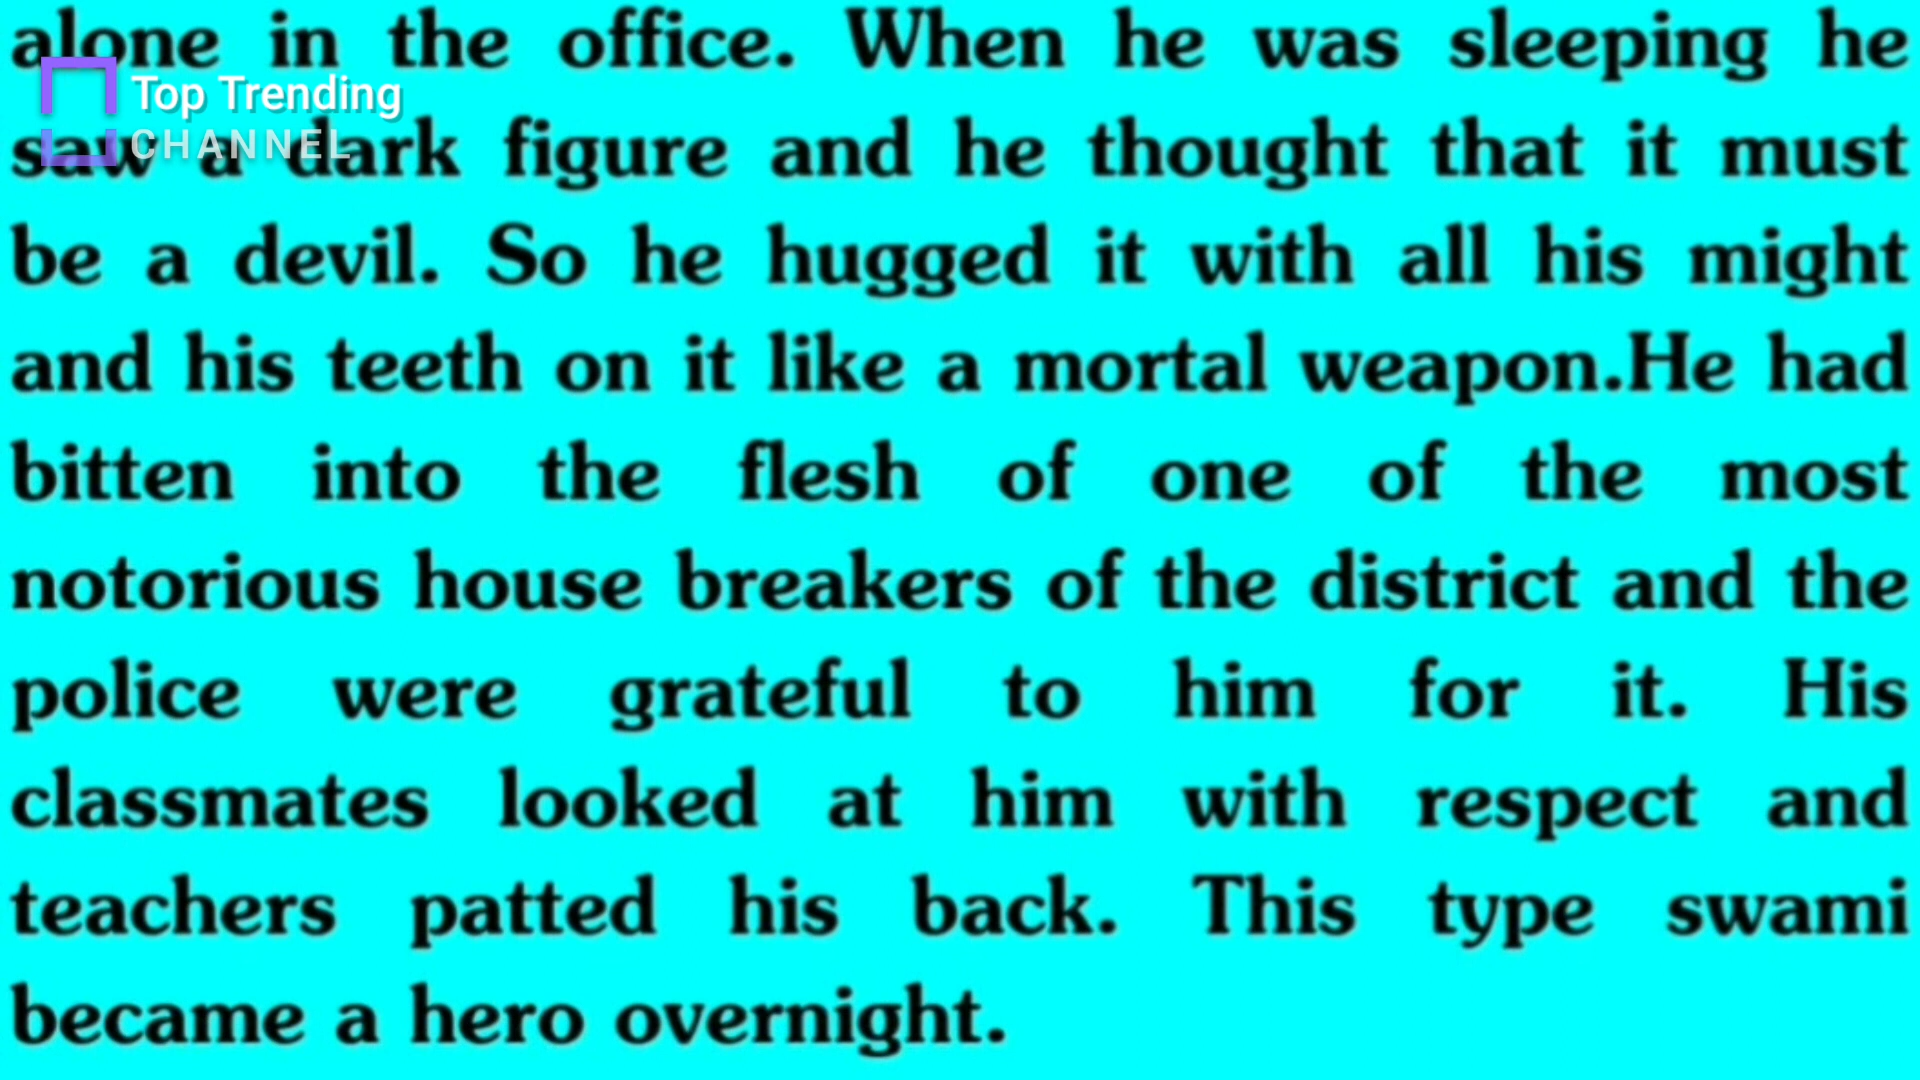 alone in the office. When he was sleeping he
Top Trending
CHANNEL
saw a dark figure and he thought that it must
be a devil. So he hugged it with all his might
and his teeth on it like a mortal weapon.He had
bitten into the flesh of one of the most
notorious house breakers of the district and the
police were grateful to him for it. His
classmates looked at him with respect and
teachers patted his back. This type swami
became a hero overnight.